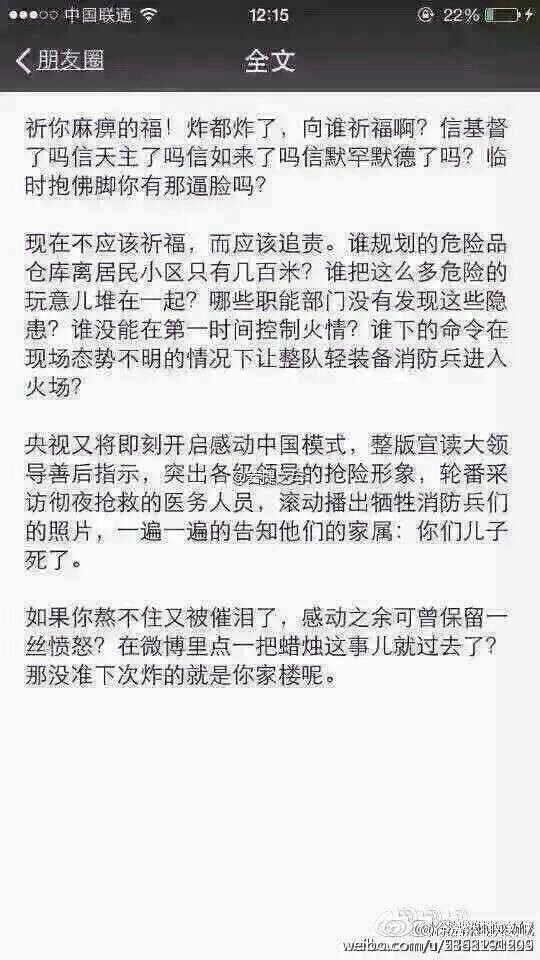 中国联通
12:15
22%
朋友圈
全文
祈你麻痹的福！炸都炸了，向谁祈福啊？信基督
了吗信天主了吗信如来了吗信默罕默德了吗？临
时抱佛脚你有那逼脸吗？
现在不应该祈福，而应该追责。谁规划的危险品
仓库离居民小区只有几百米？谁把这么多危险的
玩意儿堆在一起？哪些职能部门没有发现这些隐
患？谁没能在第一时间控制火情？谁下的命令在
现场态势不明的情况下让整队轻装备消防兵进入
火场？
央视又将即刻开启感动中国模式，整版宣读大领
导善后指示，突出各级领导的抢险形象，轮番采
访彻夜抢救的医务人员，滚动播出牺牲消防兵们
的照片，一遍一遍的告知他们的家属：你们儿子
死了。
如果你熬不住又被催泪了，感动之余可曾保留一
丝愤怒？在微博里点一把蜡烛这事儿就过去了？
那没准下次炸的就是你家楼呢。